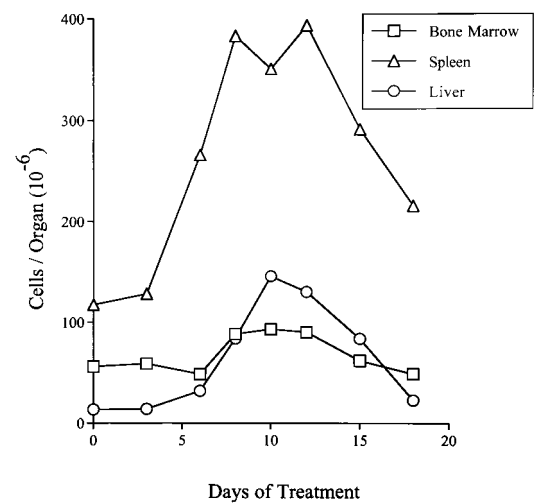 400
Bone Marrow
Spleen
Liver
300
200
100
0
Cells / Organ (10⁻⁶)
0 5 10 15 20
Days of Treatment